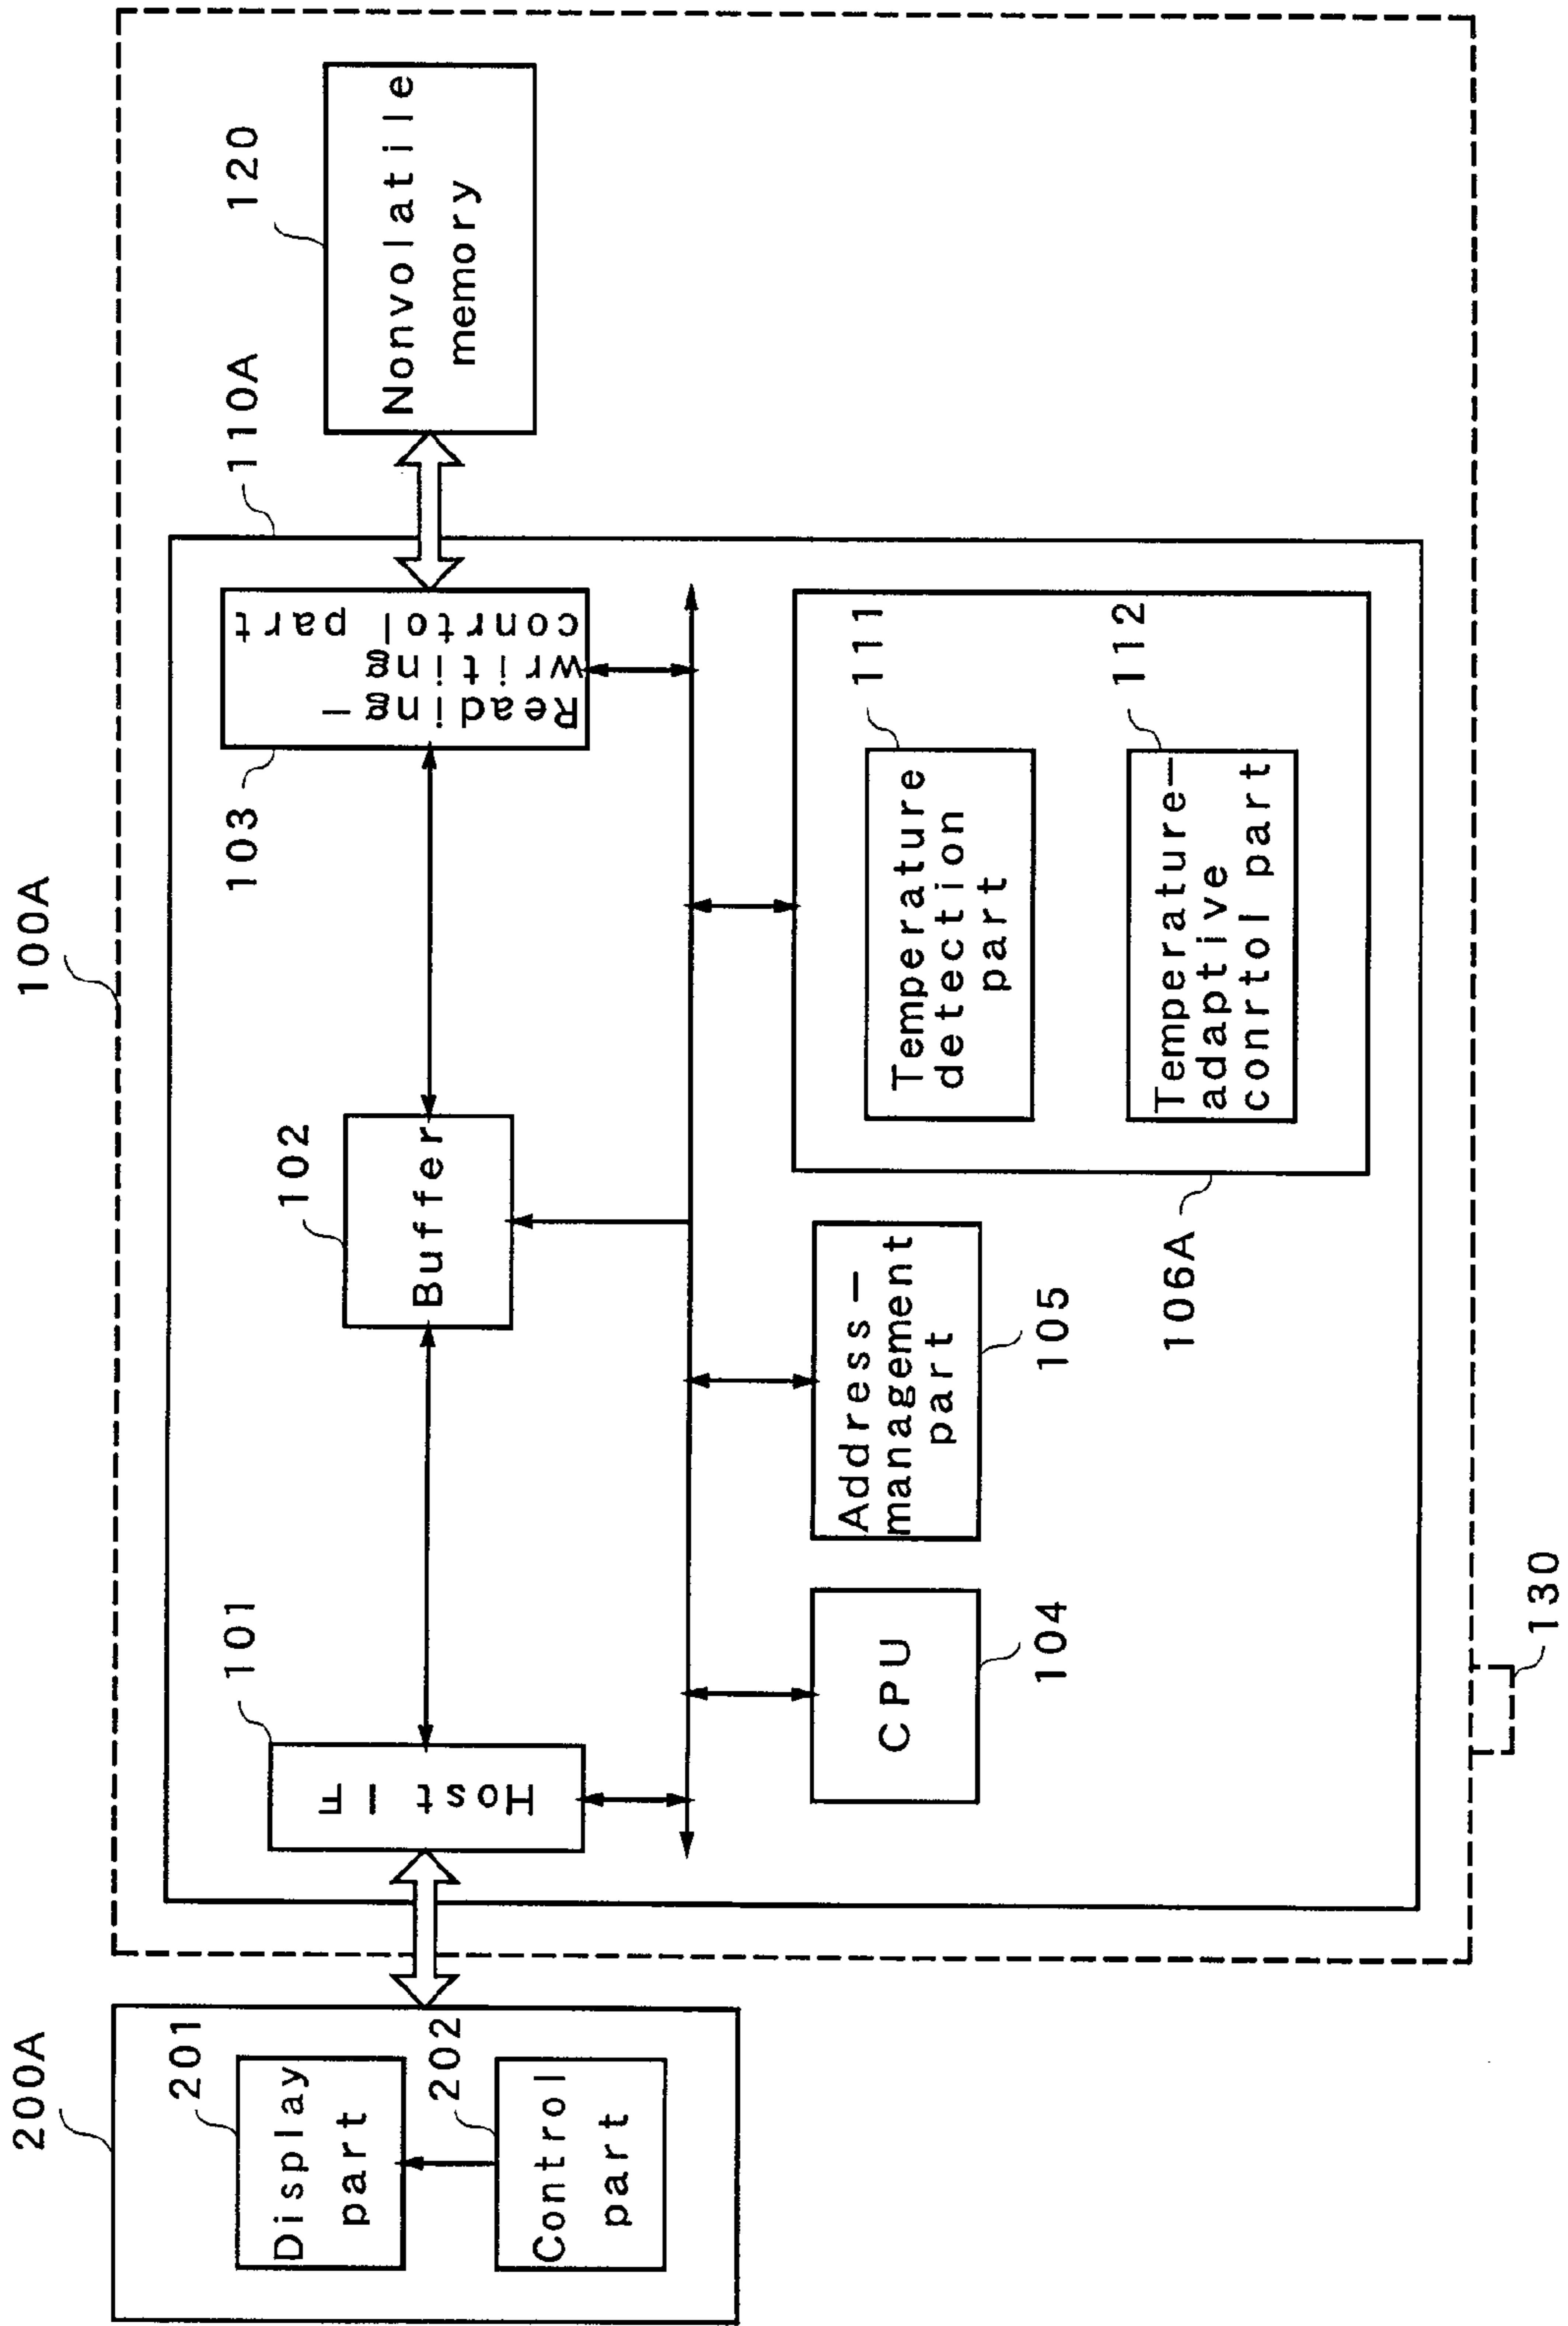 100A
200A
201
Display
part
202
Control
part
101
Host IF
102
Buffer
103
Reading-
writing
conrtol part
110A
120
Nonvolatile
memory
CPU
104
Address-
management
part
105
106A
111
Temperature
detection
part
112
Temperature-
adaptive
conrtol part
130